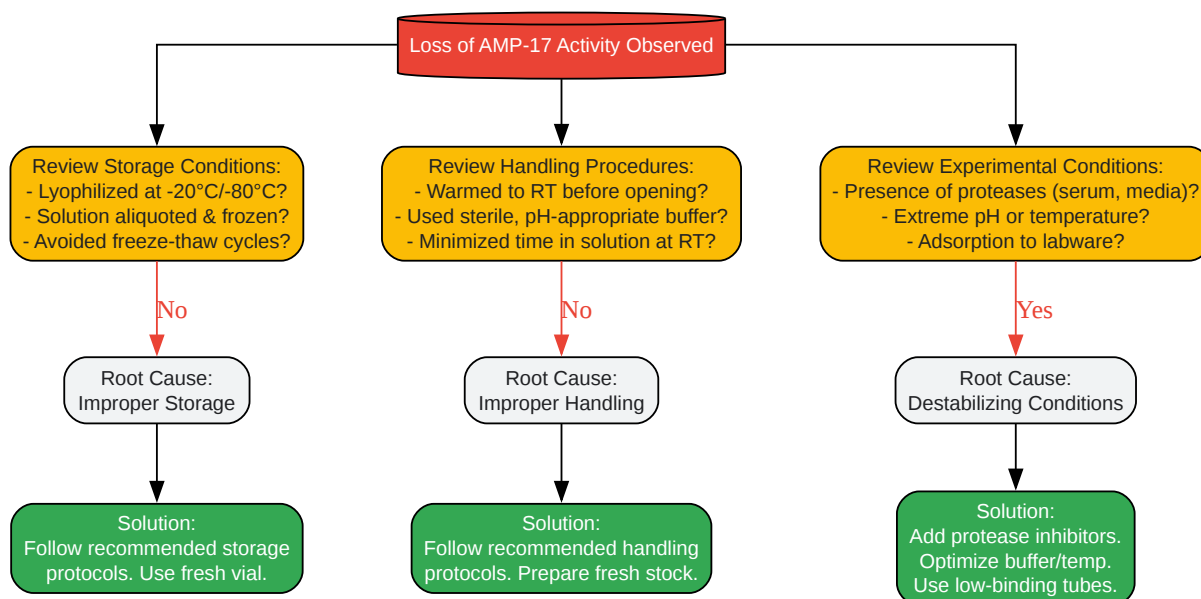 Loss of AMP-17 Activity Observed
Review Storage Conditions:
- Lyophilized at -20°C/-80°C?
- Solution aliquoted & frozen?
- Avoided freeze-thaw cycles?
Review Handling Procedures:
- Warmed to RT before opening?
- Used sterile, pH-appropriate buffer?
- Minimized time in solution at RT?
Review Experimental Conditions:
- Presence of proteases (serum, media)?
- Extreme pH or temperature?
- Adsorption to labware?
No
No
Yes
Root Cause:
Improper Storage
Root Cause:
Improper Handling
Root Cause:
Destabilizing Conditions
Solution:
Follow recommended storage
protocols. Use fresh vial.
Solution:
Follow recommended handling
protocols. Prepare fresh stock.
Solution:
Add protease inhibitors.
Optimize buffer/temp.
Use low-binding tubes.